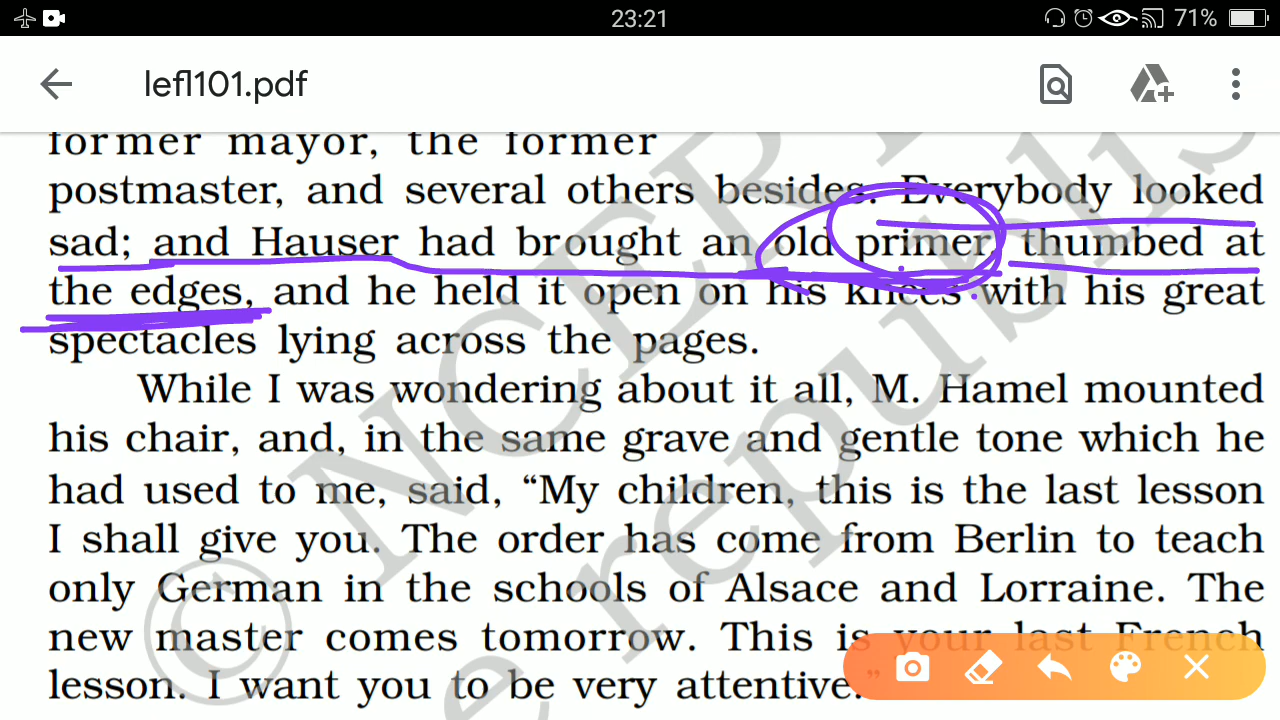 23:21
71%
lefl101.pdf
former mayor, the former
postmaster, and several others besides. Everybody looked
sad; and Hauser had brought an old primer, thumbed at
the edges, and he held it open on his knees with his great
spectacles lying across the pages.
While I was wondering about it all, M. Hamel mounted
his chair, and, in the same grave and gentle tone which he
had used to me, said, “My children, this is the last lesson
I shall give you. The order has come from Berlin to teach
only German in the schools of Alsace and Lorraine. The
new master comes tomorrow. This is your last French
lesson. I want you to be very attentive.”
© NCERT
republis